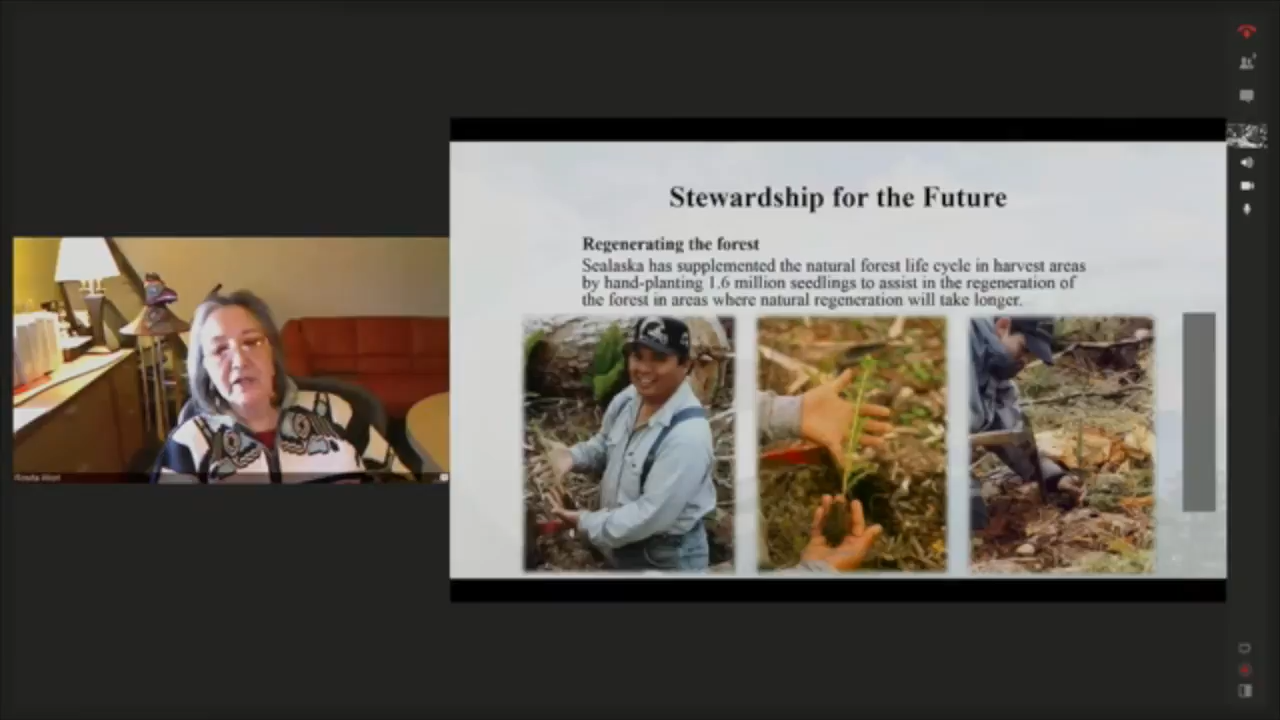 Stewardship for the Future
Regenerating the forest
Sealaska has supplemented the natural forest life cycle in harvest areas
by hand-planting 1.6 million seedlings to assist in the regeneration of
the forest in areas where natural regeneration will take longer.